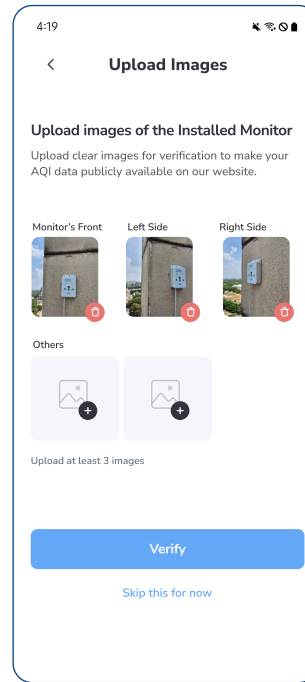 4:19
Upload Images
Upload images of the Installed Monitor
Upload clear images for verification to make your
AQI data publicly available on our website.
Monitor's Front
Left Side
Right Side
Others
Upload at least 3 images
Verify
Skip this for now